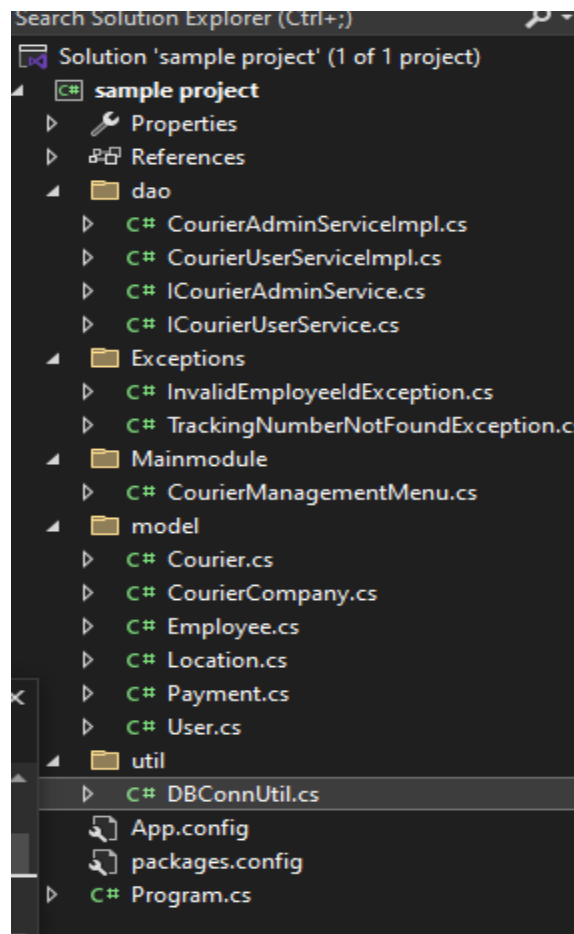 Search Solution Explorer (Ctrl+;)
Solution 'sample project' (1 of 1 project)
C# sample project
Properties
References
dao
C# CourierAdminServiceImpl.cs
C# CourierUserServiceImpl.cs
C# ICourierAdminService.cs
C# ICourierUserService.cs
Exceptions
C# InvalidEmployeeIdException.cs
C# TrackingNumberNotFoundException.c
Mainmodule
C# CourierManagementMenu.cs
model
C# Courier.cs
C# CourierCompany.cs
C# Employee.cs
C# Location.cs
C# Payment.cs
C# User.cs
util
C# DBConnUtil.cs
App.config
packages.config
C# Program.cs